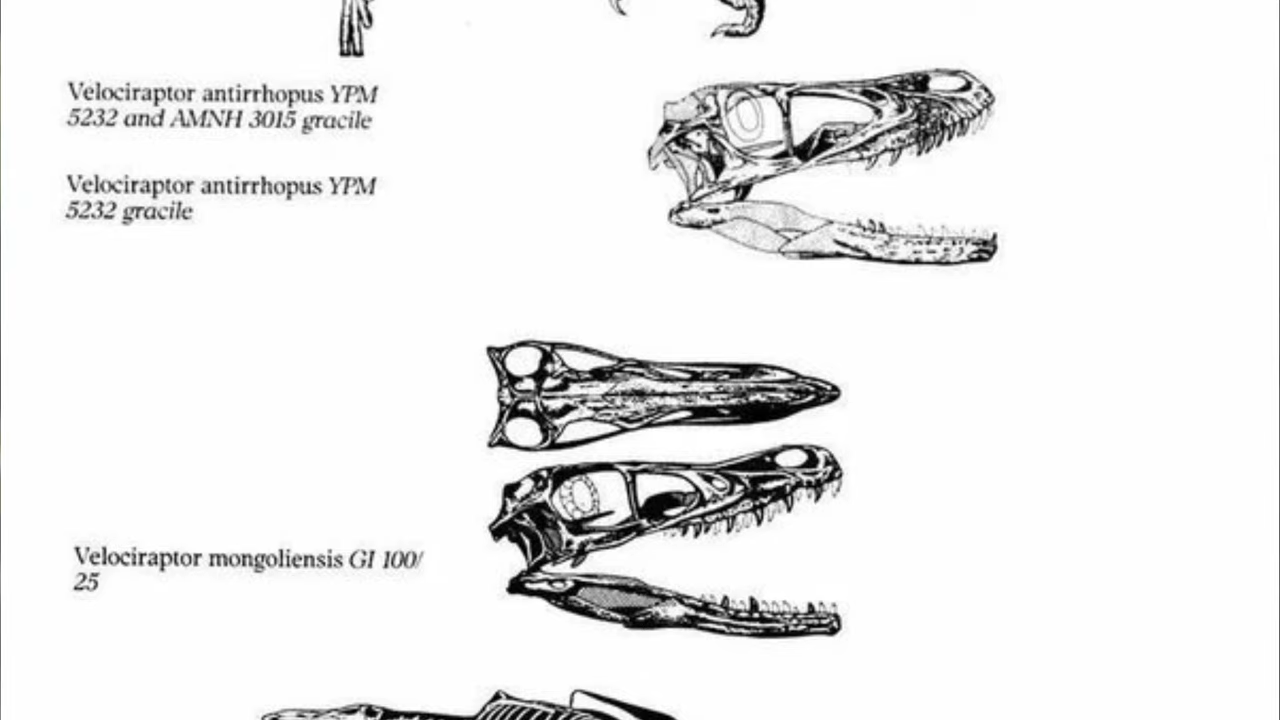 Velociraptor antirrhopus YPM
5232 and AMNH 3015 gracile
Velociraptor antirrhopus YPM
5232 gracile
Velociraptor mongoliensis GI 100/
25